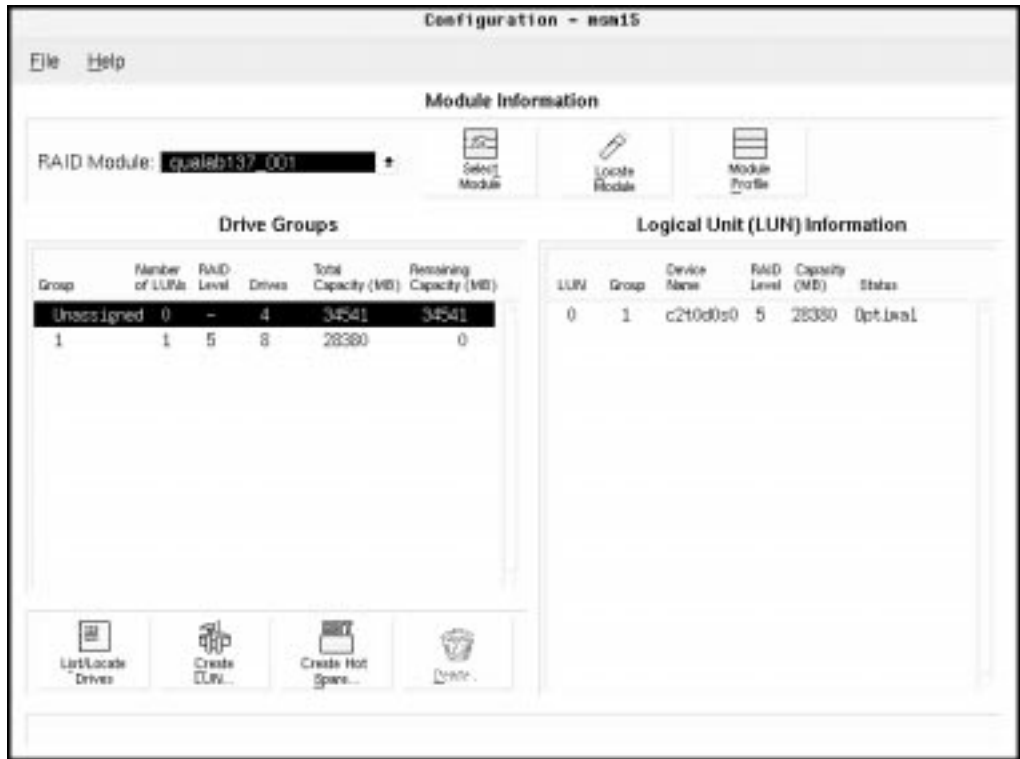 Configuration - msm15
File Help
Module Information
RAID Module: qualab137_001
Select Module
Locate Module
Module Profile
Drive Groups
Group Number of LUNs RAID Level Drives Total Capacity (MB) Remaining Capacity (MB)
Unassigned 0 - 4 34541 34541
1 1 5 8 28380 0
List/Locate Drives
Create LUN...
Create Hot Spare...
Delete...
Logical Unit (LUN) Information
LUN Group Device Name RAID Level Capacity (MB) Status
0 1 c2t0d0s0 5 28380 Optimal